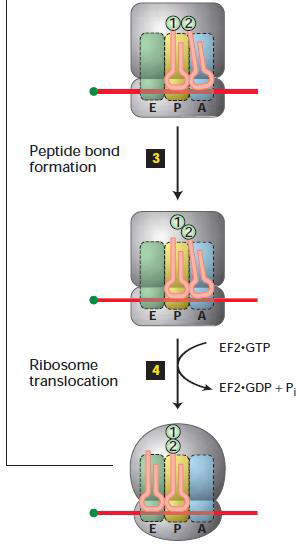 1 2
E P A
Peptide bond
formation
3
1
2
E P A
EF2•GTP
Ribosome
translocation
4
EF2•GDP + Pi
1
2
E P A